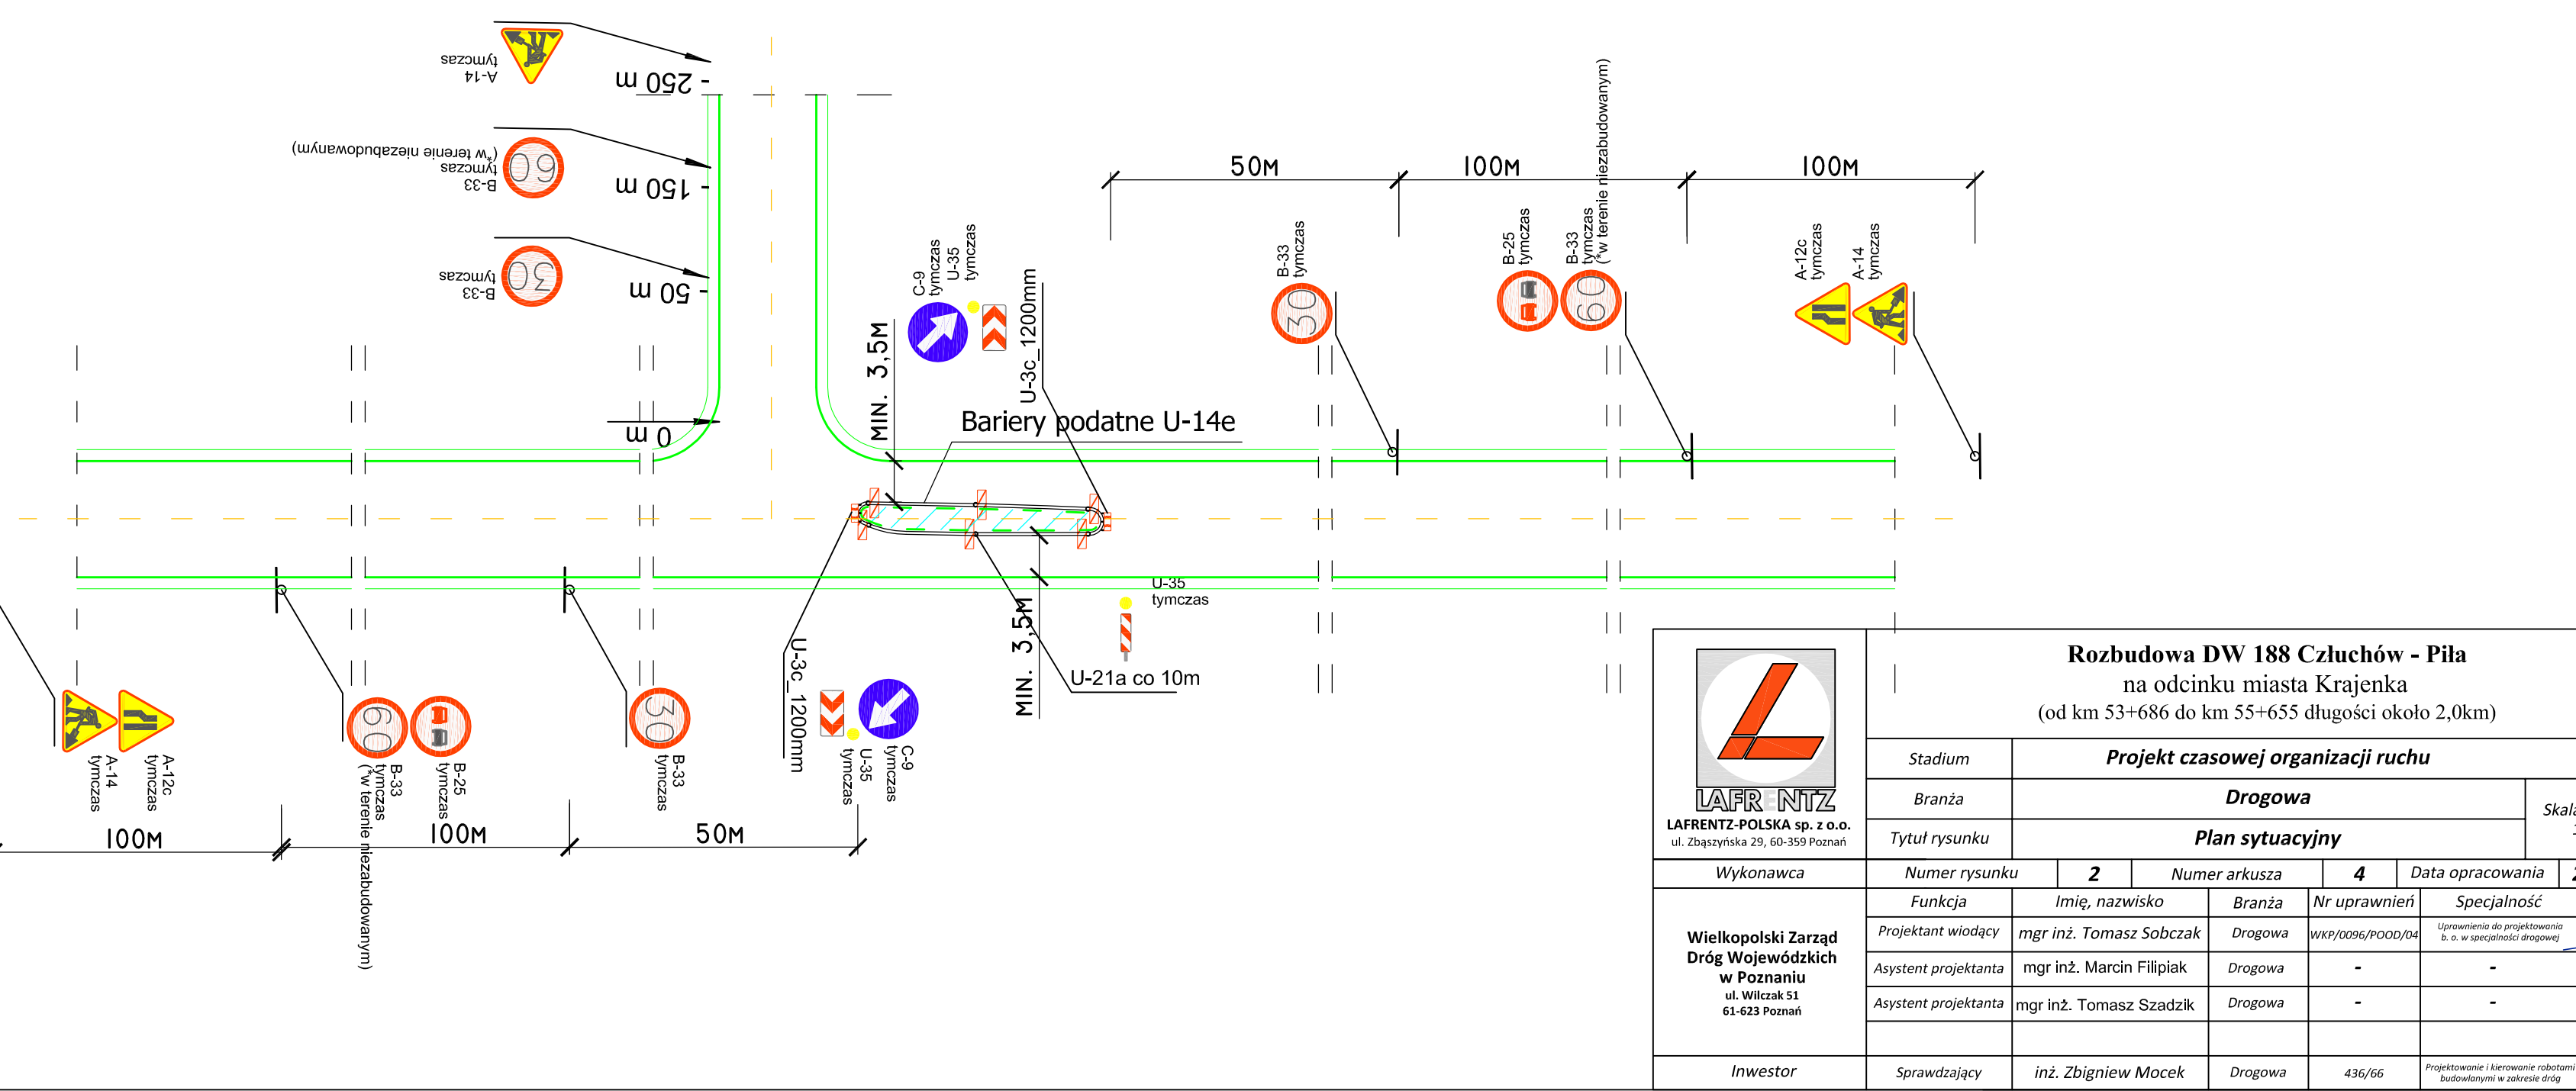 A-14
tymczas
250 m
B-33
tymczas
(*w terenie niezabudowanym)
60
150 m
B-33
tymczas
30
50 m
0 m
MIN. 3,5M
C-9
tymczas
U-35
tymczas
U-3c_1200mm
Bariery podatne U-14e
50M
100M
100M
B-33
tymczas
30
B-25
tymczas
B-33
tymczas
(*w terenie niezabudowanym)
60
A-12c
tymczas
A-14
tymczas
A-14
tymczas
A-12c
tymczas
60
B-33
tymczas
(*w terenie niezabudowanym)
B-25
tymczas
30
B-33
tymczas
U-3c_1200mm
U-35
tymczas
C-9
tymczas
MIN. 3,5M
U-35
tymczas
U-21a co 10m
100M
100M
50M
LAFRENTZ
LAFRENTZ-POLSKA sp. z o.o.
ul. Zbąszyńska 29, 60-359 Poznań
Rozbudowa DW 188 Człuchów - Piła
na odcinku miasta Krajenka
(od km 53+686 do km 55+655 długości około 2,0km)
Stadium Projekt czasowej organizacji ruchu
Branża Drogowa
Skala
Tytuł rysunku Plan sytuacyjny
Wykonawca Numer rysunku 2 Numer arkusza 4 Data opracowania
Funkcja Imię, nazwisko Branża Nr uprawnień Specjalność
Projektant wiodący mgr inż. Tomasz Sobczak Drogowa WKP/0096/POOD/04 Uprawnienia do projektowania
b. o. w specjalności drogowej
Asystent projektanta mgr inż. Marcin Filipiak Drogowa - -
Asystent projektanta mgr inż. Tomasz Szadzik Drogowa - -
Wielkopolski Zarząd
Dróg Wojewódzkich
w Poznaniu
ul. Wilczak 51
61-623 Poznań
Inwestor Sprawdzający inż. Zbigniew Mocek Drogowa 436/66 Projektowanie i kierowanie robotami
budowlanymi w zakresie dróg